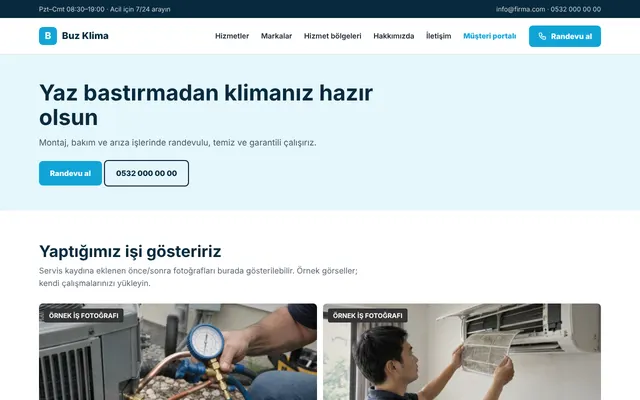 Pzt–Cmt 08:30–19:00 · Acil için 7/24 arayın
info@firma.com · 0532 000 00 00
B Buz Klima
Hizmetler Markalar Hizmet bölgeleri Hakkımızda İletişim Müşteri portalı Randevu al
Yaz bastırmadan klimanız hazır
olsun
Montaj, bakım ve arıza işlerinde randevulu, temiz ve garantili çalışırız.
Randevu al 0532 000 00 00
Yaptığımız işi gösteririz
Servis kaydına eklenen önce/sonra fotoğrafları burada gösterilebilir. Örnek görseller;
kendi çalışmalarınızı yükleyin.
ÖRNEK İŞ FOTOĞRAFI
ÖRNEK İŞ FOTOĞRAFI